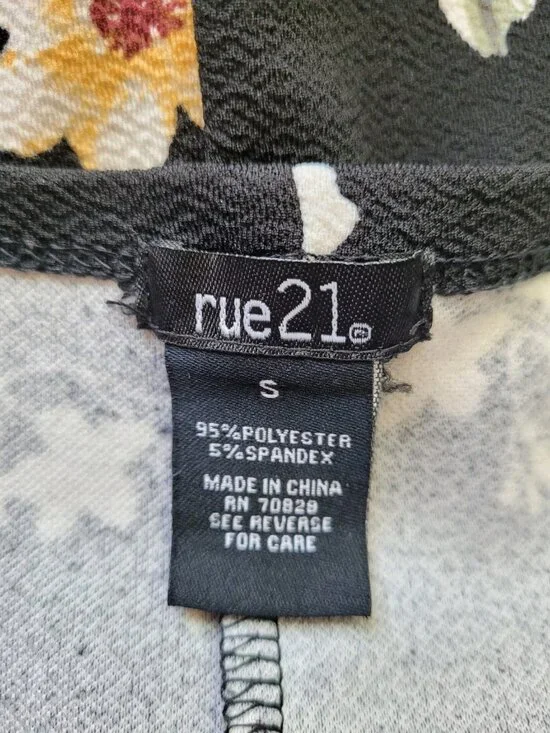 rue21®
S
95%POLYESTER
5%SPANDEX
MADE IN CHINA
RN 70828
SEE REVERSE
FOR CARE